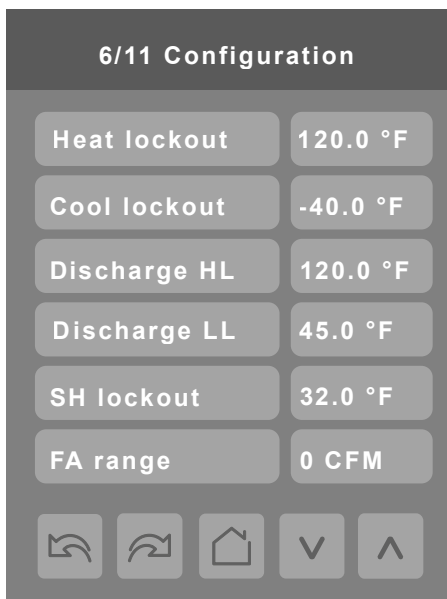 6/11 Configuration
Heat lockout 120.0 °F
Cool lockout -40.0 °F
Discharge HL 120.0 °F
Discharge LL 45.0 °F
SH lockout 32.0 °F
FA range 0 CFM